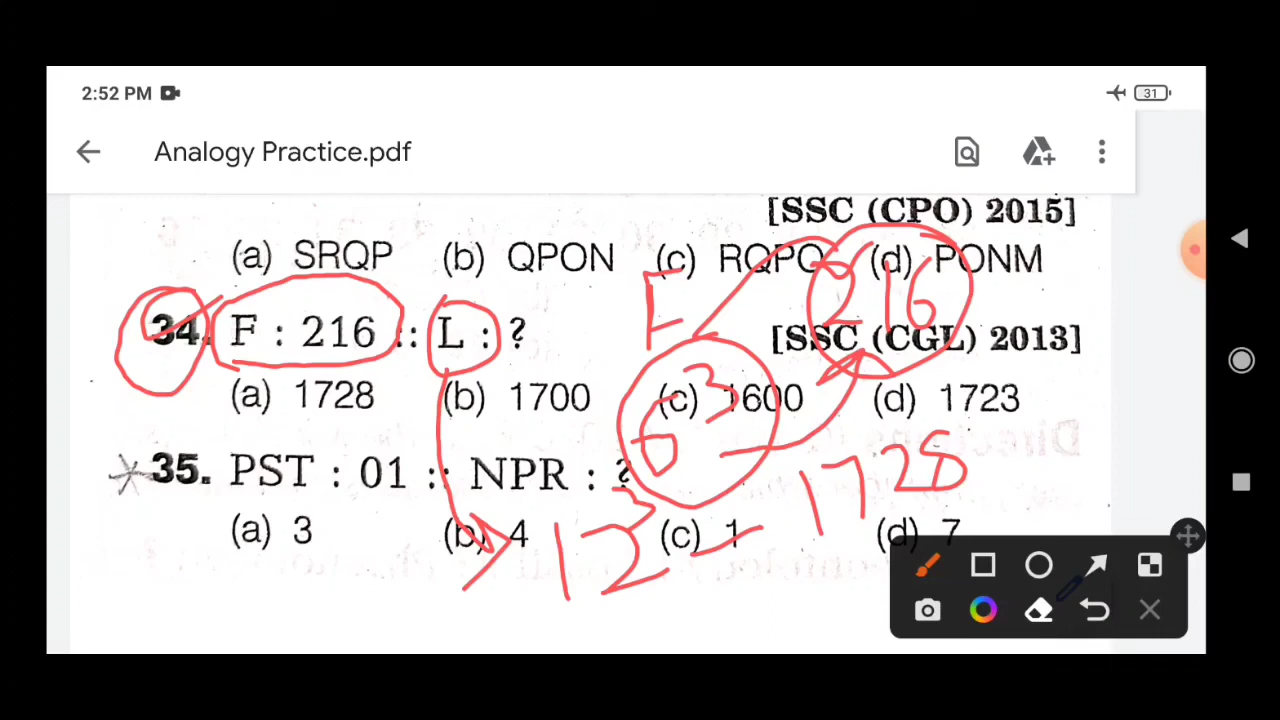 2:52 PM
31
Analogy Practice.pdf
[SSC (CPO) 2015]
(a) SRQP (b) QPON (c) RQPO (d) PONM
F 216
34. F : 216 :: L : ? [SSC (CGL) 2013]
(a) 1728 (b) 1700 (c) 1600 (d) 1723
6³
35. PST : 01 :: NPR : ?
1728
(a) 3 (b) 4 (c) 1 (d) 7
12³ =